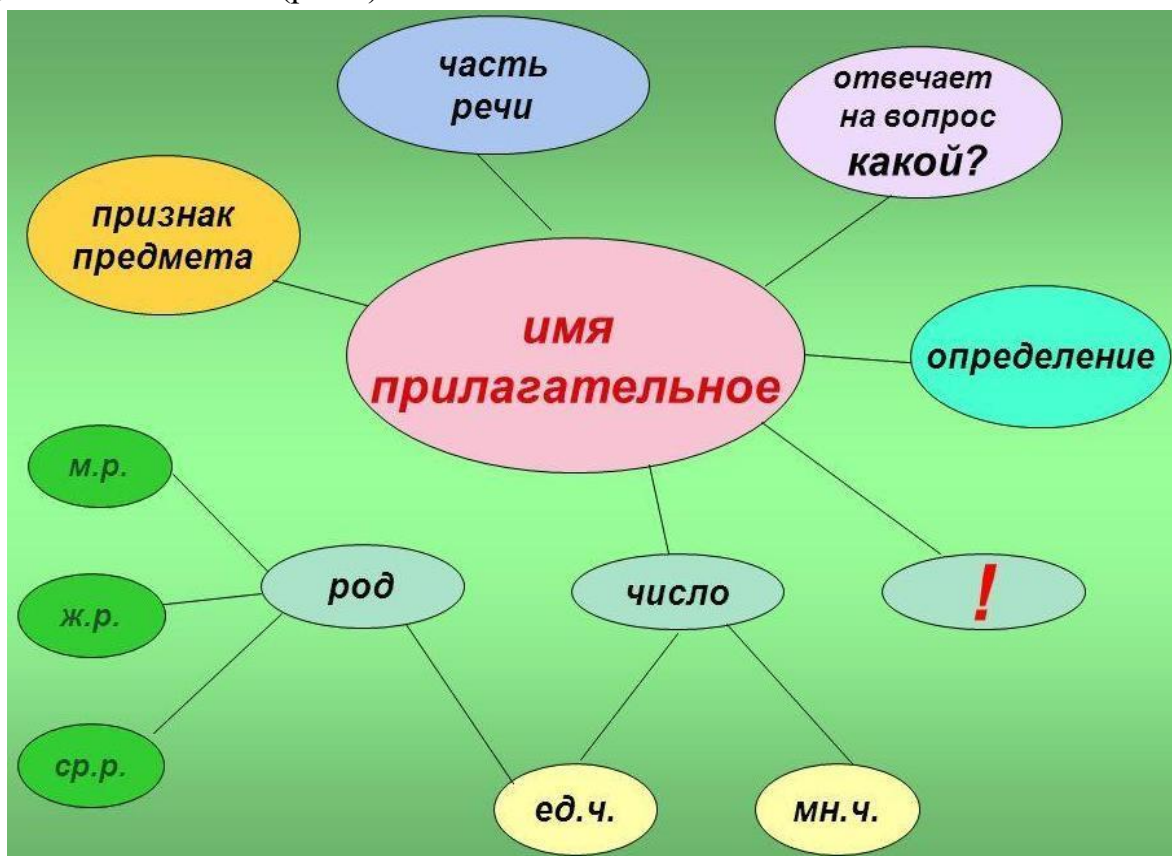 часть
речи
отвечает
на вопрос
какой?
признак
предмета
имя
прилагательное
определение
м.р.
род
число
!
ж.р.
ср.р.
ед.ч.
мн.ч.